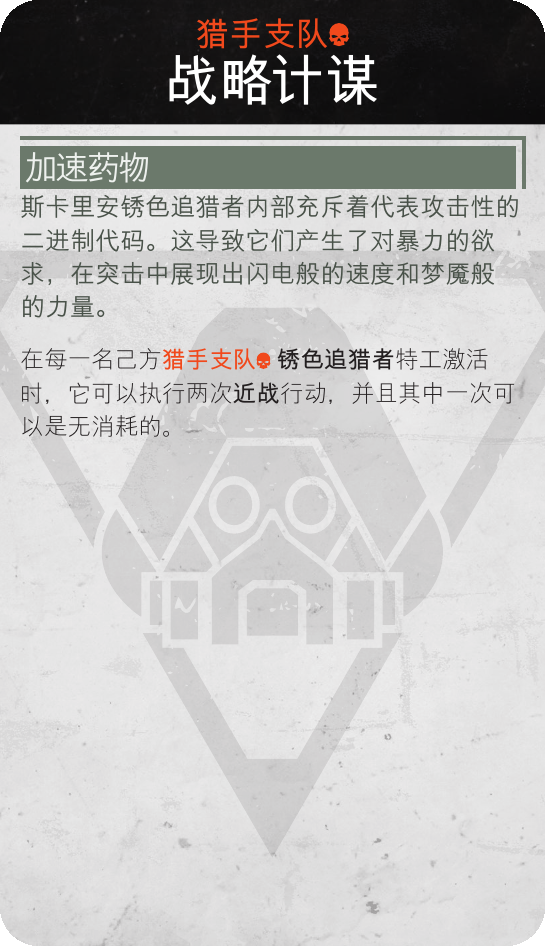 猎手支队
战略计谋
加速药物
斯卡里安锈色追猎者内部充斥着代表攻击性的
二进制代码。这导致它们产生了对暴力的欲
求，在突击中展现出闪电般的速度和梦魇般
的力量。
在每一名己方猎手支队 锈色追猎者特工激活
时，它可以执行两次近战行动，并且其中一次可
以是无消耗的。